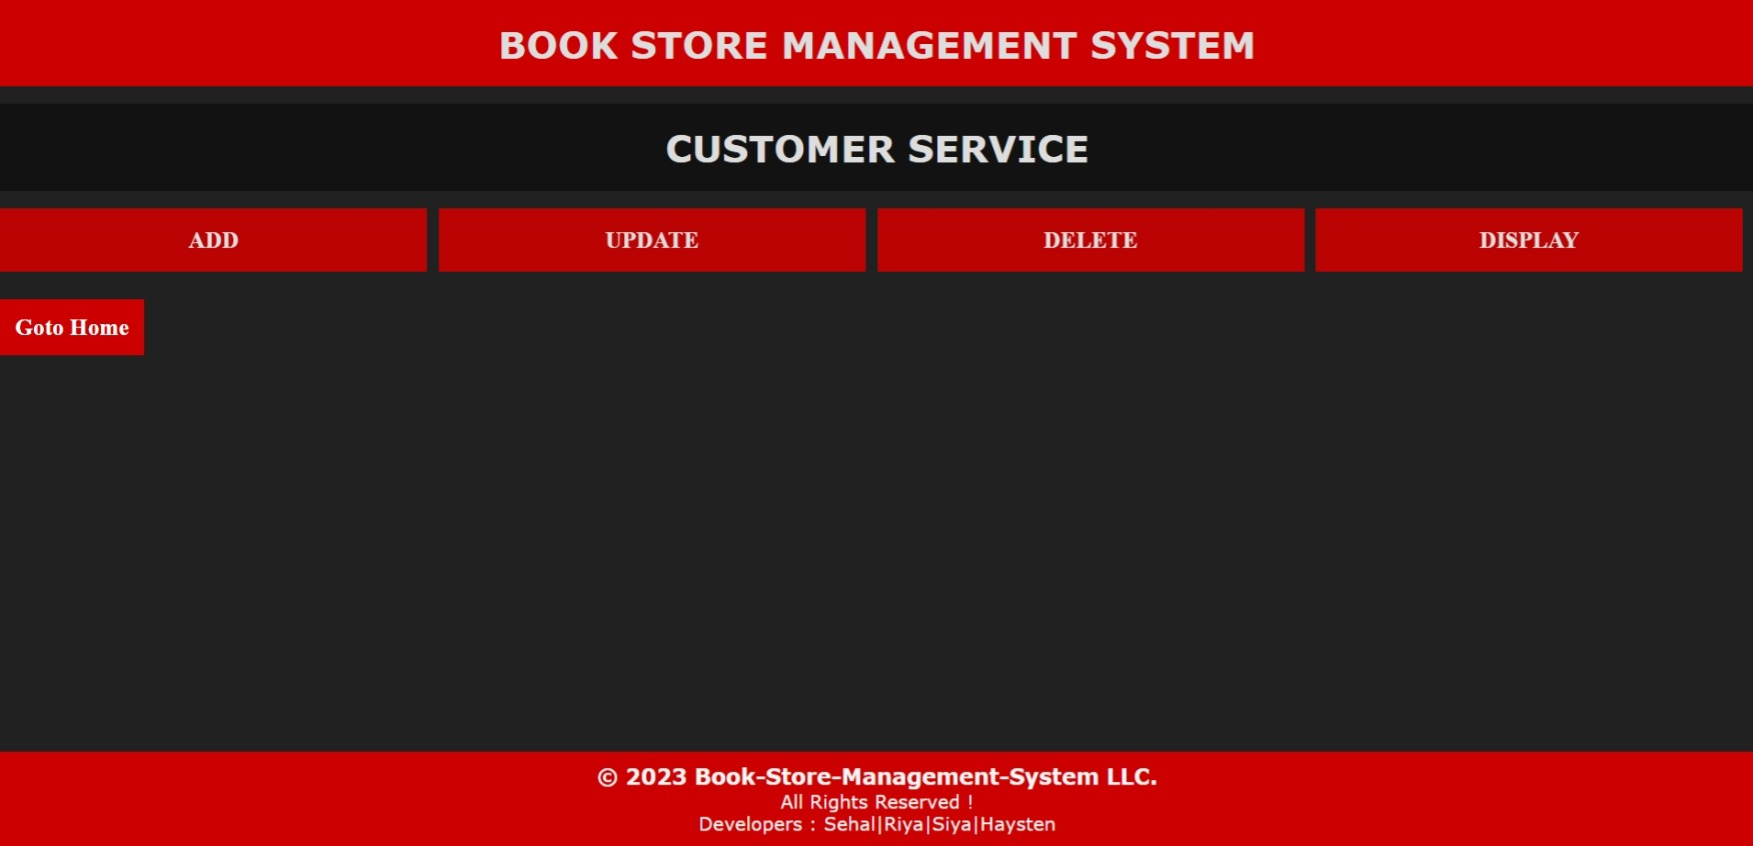 BOOK STORE MANAGEMENT SYSTEM
CUSTOMER SERVICE
ADD UPDATE DELETE DISPLAY
Goto Home
© 2023 Book-Store-Management-System LLC.
All Rights Reserved !
Developers : Sehal|Riya|Siya|Haysten